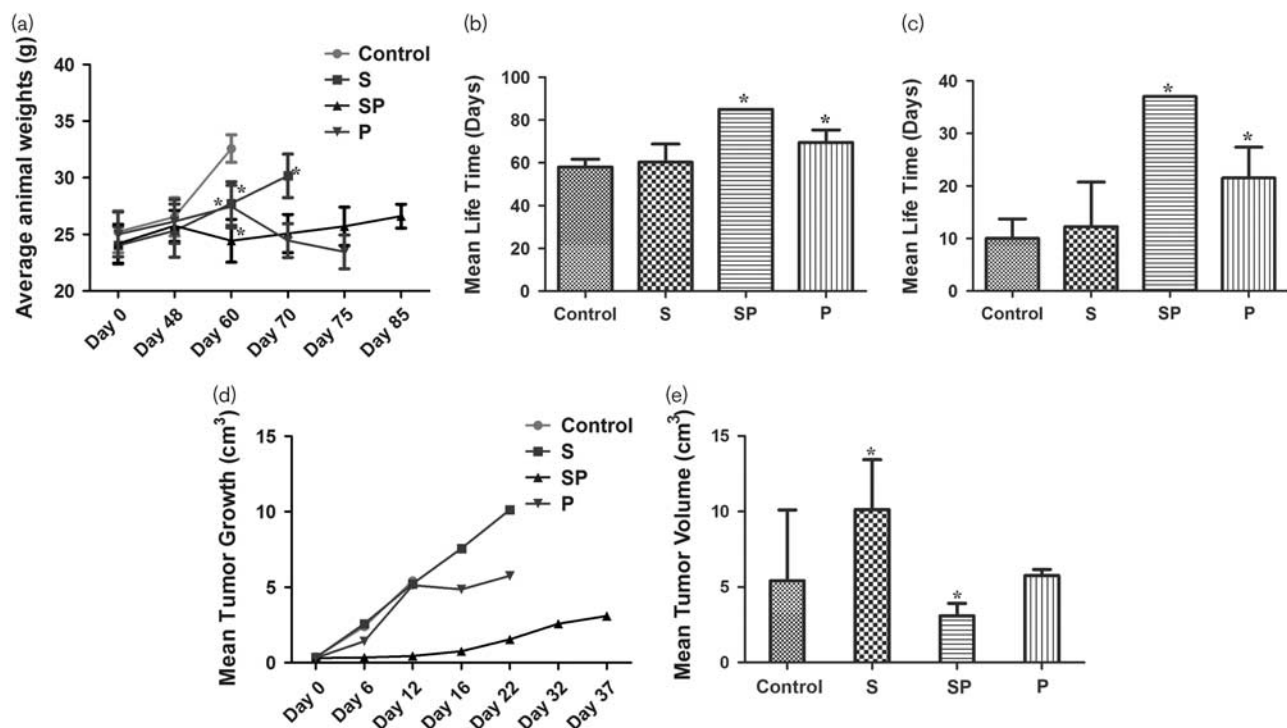 (a)
Average animal weights (g)
40
35
30
25
20
Day 0
Day 48
Day 60
Day 70
Day 75
Day 85
Control
S
SP
P
*
*
*
*
(b)
Mean Life Time (Days)
100
80
60
40
20
0
*
*
Control
S
SP
P
(c)
Mean Life Time (Days)
40
30
20
10
0
*
*
Control
S
SP
P
(d)
Mean Tumor Growth (cm³)
15
10
5
0
Day 0
Day 6
Day 12
Day 16
Day 22
Day 32
Day 37
Control
S
SP
P
(e)
Mean Tumor Volume (cm³)
15
10
5
0
*
*
Control
S
SP
P